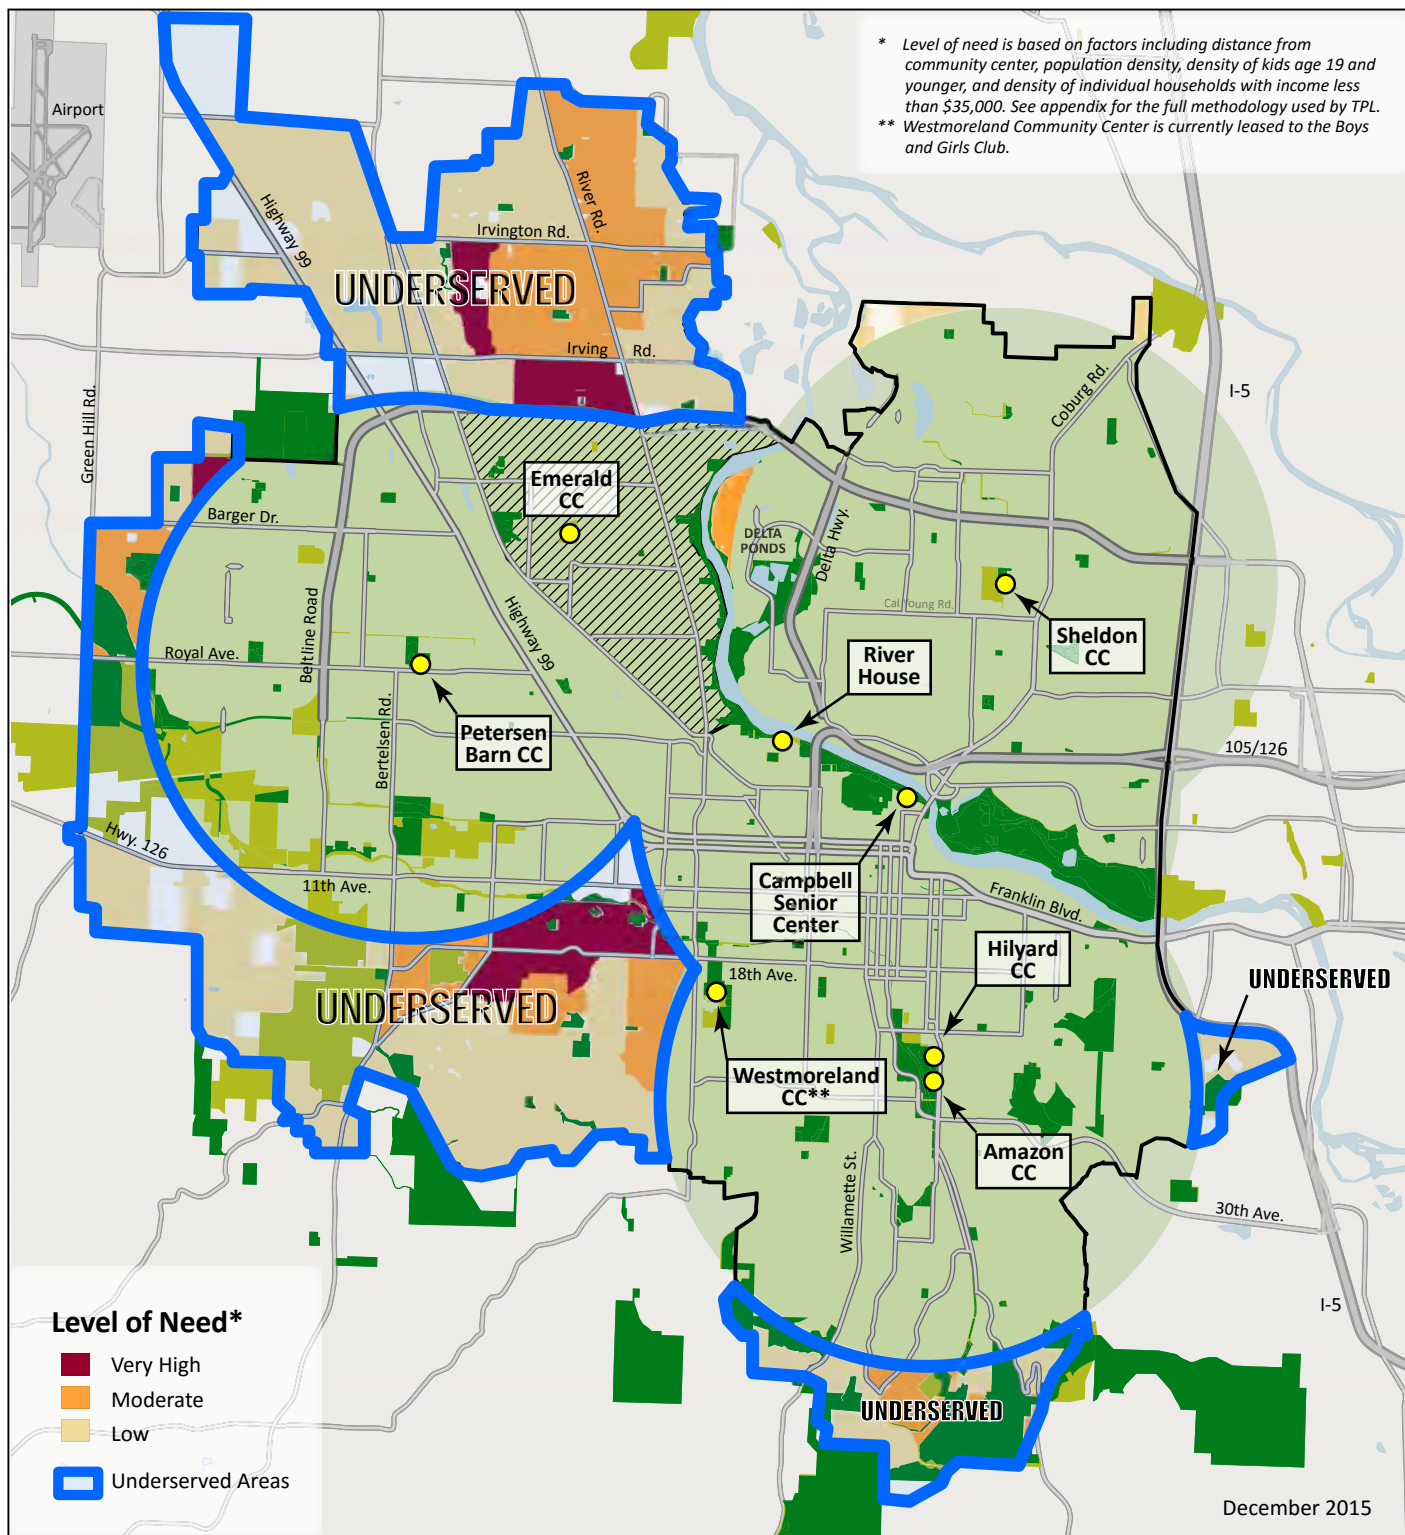 * Level of need is based on factors including distance from
community center, population density, density of kids age 19 and
younger, and density of individual households with income less
than $35,000. See appendix for the full methodology used by TPL.
** Westmoreland Community Center is currently leased to the Boys
and Girls Club.
Airport
Highway 99
River Rd.
Irvington Rd.
UNDERSERVED
Irving Rd.
Green Hill Rd.
Coburg Rd.
I-5
Emerald
CC
Barger Dr.
DELTA
PONDS
Delta Hwy.
Beltline Road
Highway 99
Cal Young Rd.
Sheldon
CC
Royal Ave.
River
House
Bertelsen Rd.
Petersen
Barn CC
105/126
Hwy. 126
11th Ave.
Campbell
Senior
Center
Franklin Blvd.
Hilyard
CC
18th Ave.
UNDERSERVED
UNDERSERVED
Westmoreland
CC**
Amazon
CC
Willamette St.
30th Ave.
I-5
Level of Need*
Very High
Moderate
Low
Underserved Areas
UNDERSERVED
December 2015